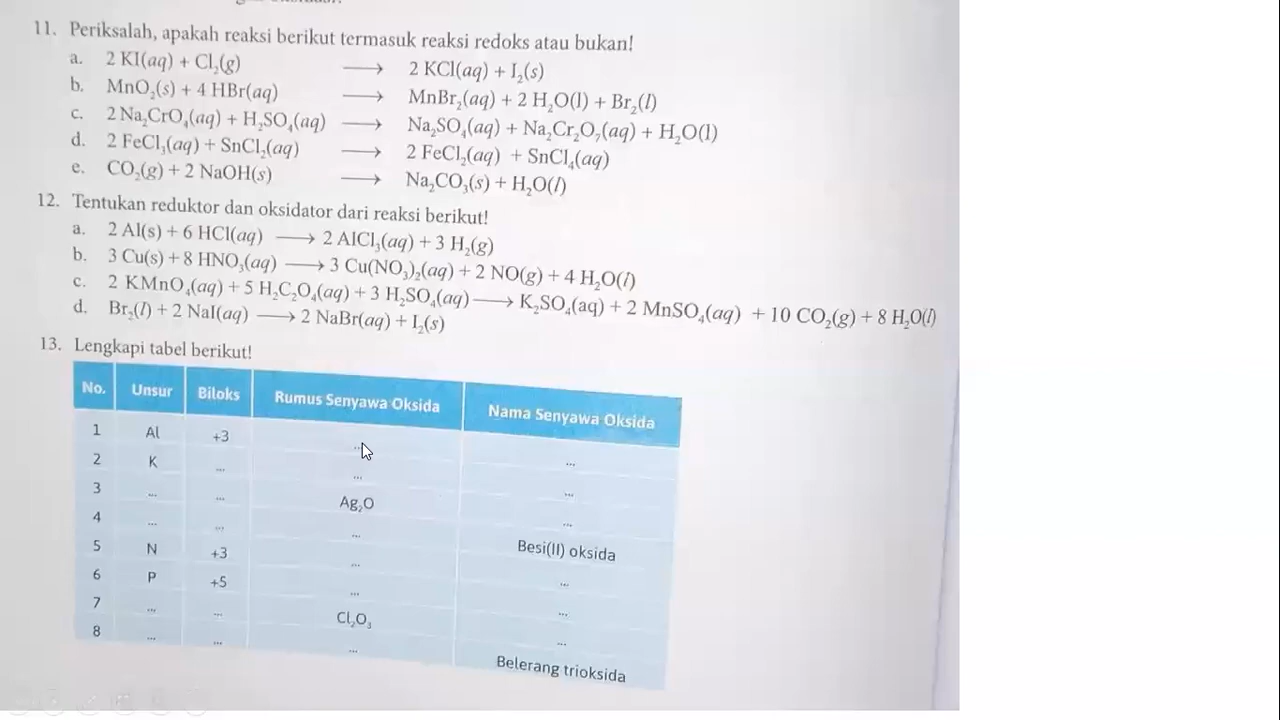 11. Periksalah, apakah reaksi berikut termasuk reaksi redoks atau bukan!
a. 2 KI(aq) + Cl₂(g) ⟶ 2 KCl(aq) + I₂(s)
b. MnO₂(s) + 4 HBr(aq) ⟶ MnBr₂(aq) + 2 H₂O(l) + Br₂(l)
c. 2 Na₂CrO₄(aq) + H₂SO₄(aq) ⟶ Na₂SO₄(aq) + Na₂Cr₂O₇(aq) + H₂O(l)
d. 2 FeCl₃(aq) + SnCl₂(aq) ⟶ 2 FeCl₂(aq) + SnCl₄(aq)
e. CO₂(g) + 2 NaOH(s) ⟶ Na₂CO₃(s) + H₂O(l)
12. Tentukan reduktor dan oksidator dari reaksi berikut!
a. 2 Al(s) + 6 HCl(aq) ⟶ 2 AlCl₃(aq) + 3 H₂(g)
b. 3 Cu(s) + 8 HNO₃(aq) ⟶ 3 Cu(NO₃)₂(aq) + 2 NO(g) + 4 H₂O(l)
c. 2 KMnO₄(aq) + 5 H₂C₂O₄(aq) + 3 H₂SO₄(aq) ⟶ K₂SO₄(aq) + 2 MnSO₄(aq) + 10 CO₂(g) + 8 H₂O(l)
d. Br₂(l) + 2 NaI(aq) ⟶ 2 NaBr(aq) + I₂(s)
13. Lengkapi tabel berikut!
No. Unsur Biloks Rumus Senyawa Oksida Nama Senyawa Oksida
1 Al +3 ... ...
2 K ... ... ...
3 ... ... Ag₂O ...
4 ... ... ... Besi(II) oksida
5 N +3 ... ...
6 P +5 ... ...
7 ... ... Cl₂O₃ ...
8 ... ... ... Belerang trioksida